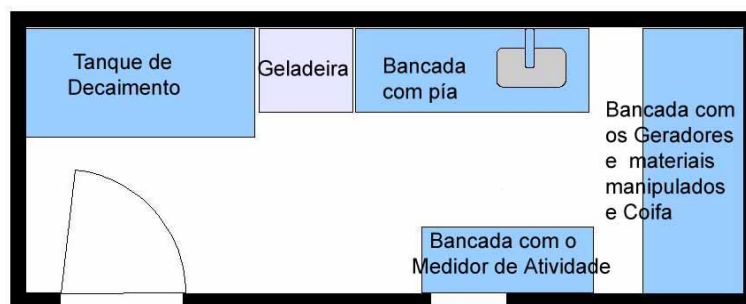 Tanque de
Decaimento
Geladeira
Bancada
com pía
Bancada com
os Geradores
e materiais
manipulados
e Coifa
Bancada com o
Medidor de Atividade